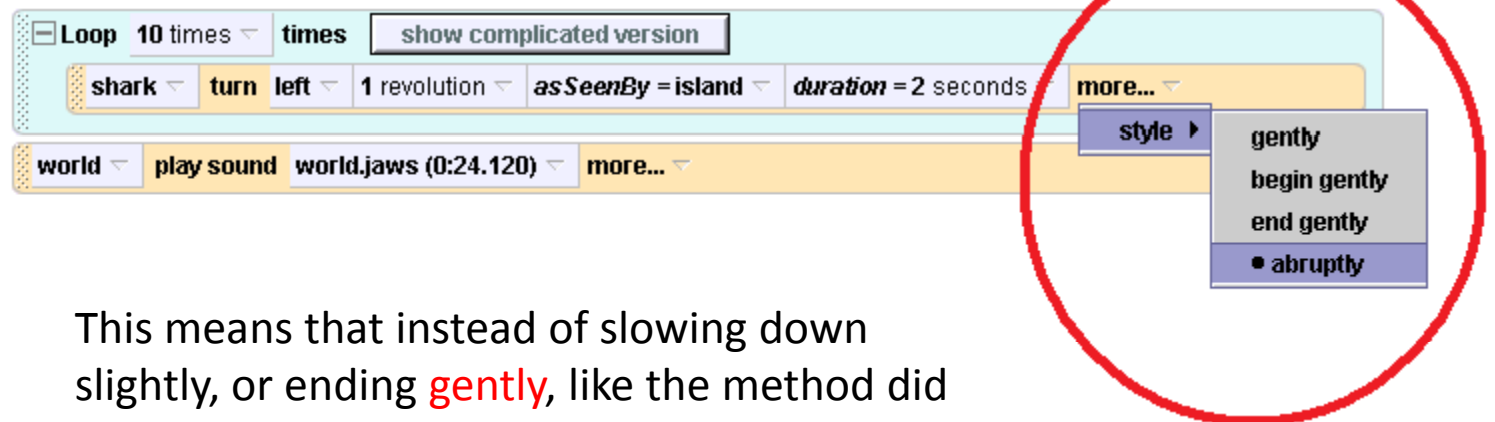 Loop 10 times times show complicated version
shark turn left 1 revolution asSeenBy = island duration = 2 seconds more...
style
gently
begin gently
end gently
abruptly
world play sound world.jaws (0:24.120) more...
This means that instead of slowing down
slightly, or ending gently, like the method did